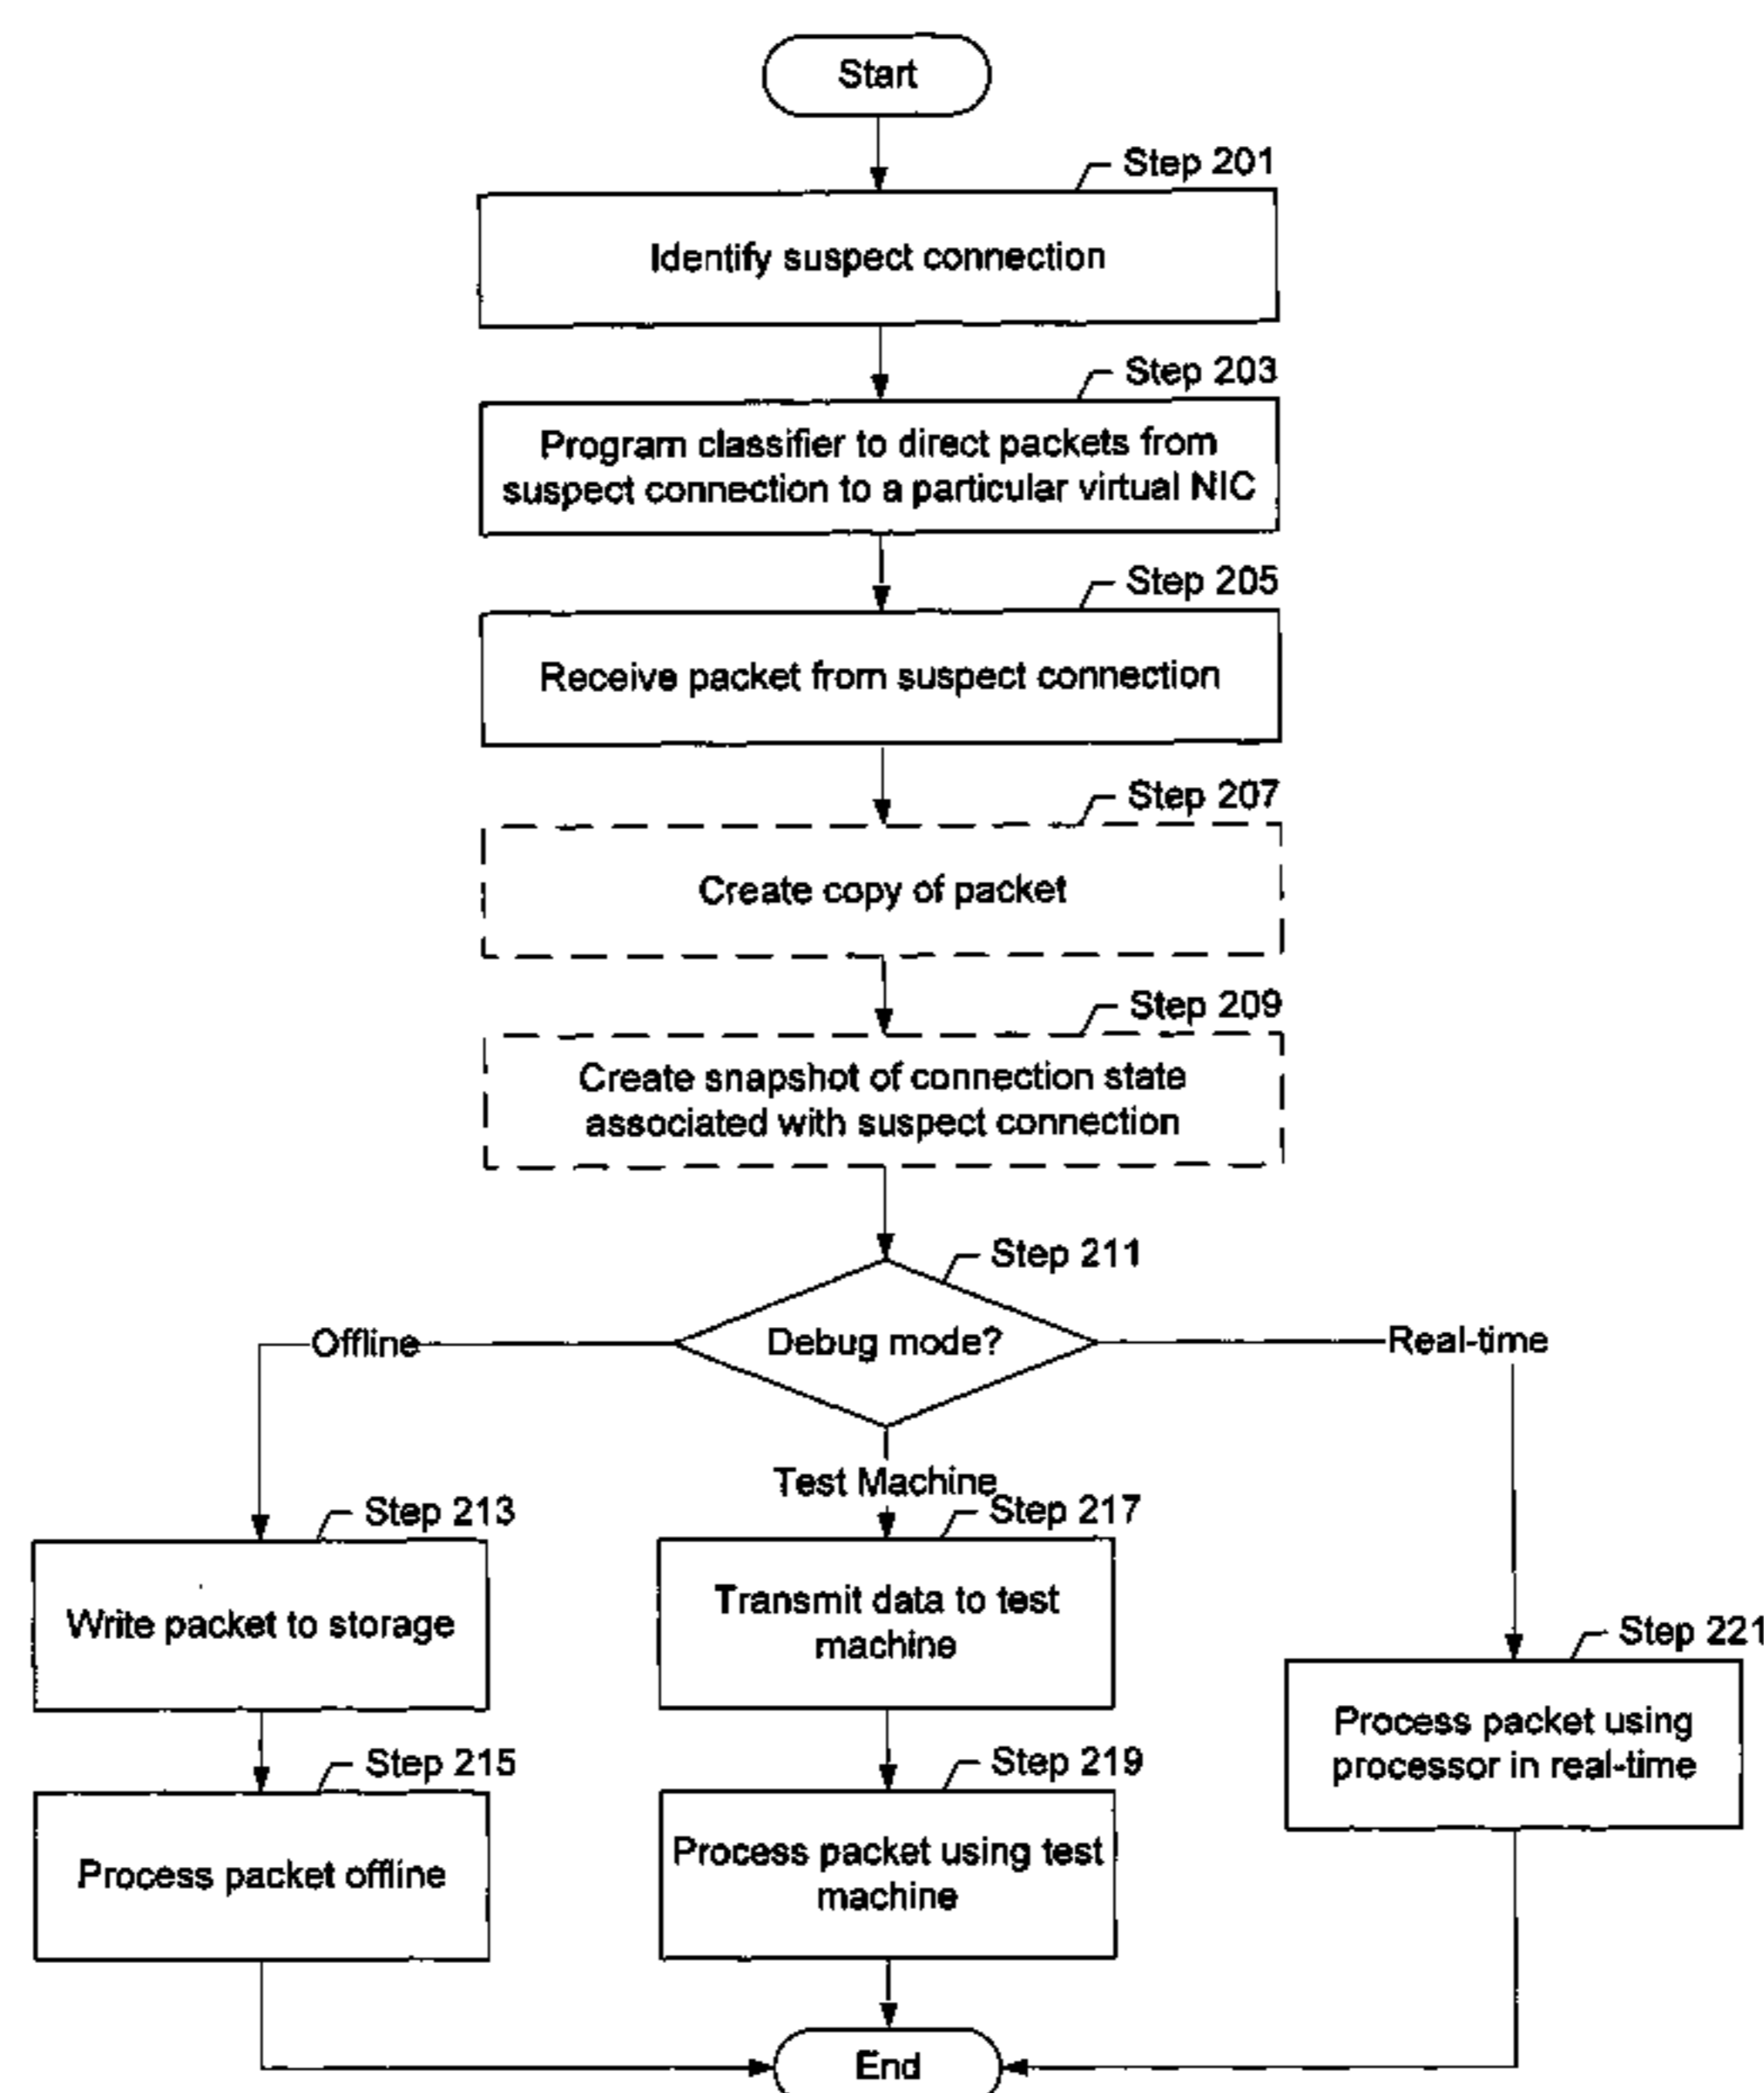 Start
Step 201
Identify suspect connection
Step 203
Program classifier to direct packets from
suspect connection to a particular virtual NIC
Step 205
Receive packet from suspect connection
Step 207
Create copy of packet
Step 209
Create snapshot of connection state
associated with suspect connection
Step 211
Debug mode?
Offline
Real-time
Test Machine
Step 213
Write packet to storage
Step 217
Transmit data to test
machine
Step 221
Process packet using
processor in real-time
Step 215
Process packet offline
Step 219
Process packet using test
machine
End